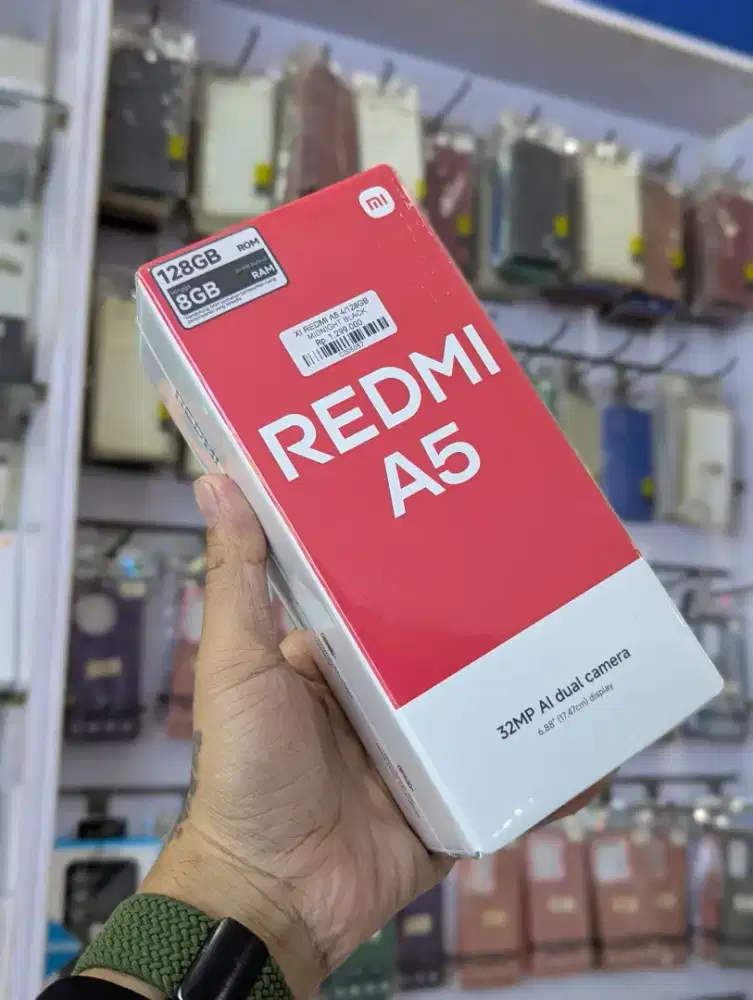 mi
128GB ROM
8GB RAM
XI REDMI A5 4/128GB
MIDNIGHT BLACK
Rp. 1.299.000
REDMI
A5
REDMI
32MP AI dual camera
6.88" (17.47cm) display